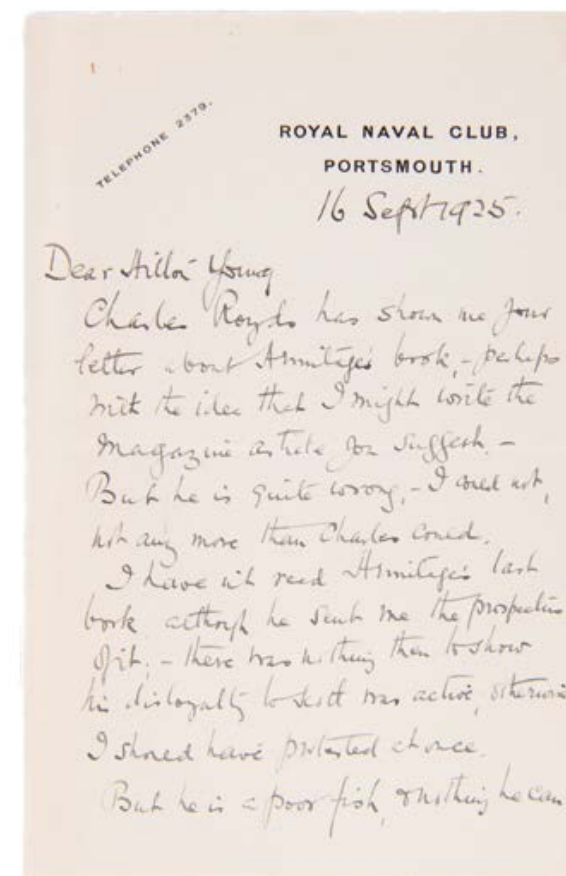 TELEPHONE 2379.
ROYAL NAVAL CLUB,
PORTSMOUTH.
16 Sept 1925.
Dear Hilton Young
Charles Royds has shown me your
letter about Armitage's book, - perhaps
with the idea that I might write the
magazine article you suggest. -
But he is quite wrong, - I could not,
not any more than Charles could.
I have not read Armitage's last
book although he sent me the prospectus
of it; - there was nothing then to show
his disloyalty to Scott was active, otherwise
I should have protested at once.
But he is a poor fish, & nothing he can